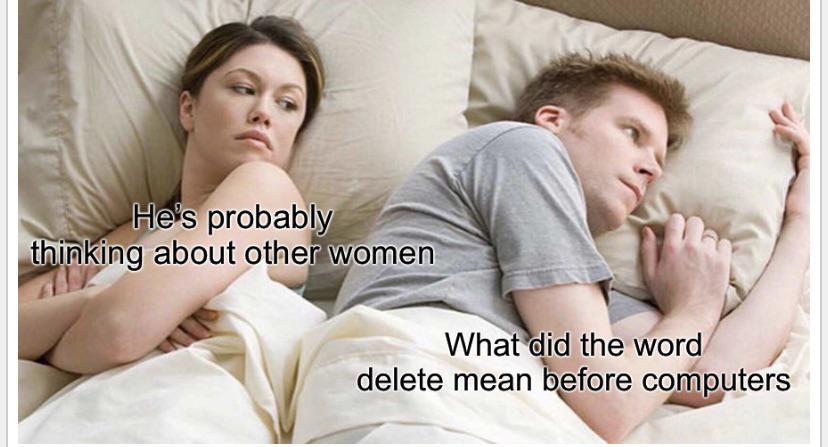 He's probably
thinking about other women
What did the word
delete mean before computers